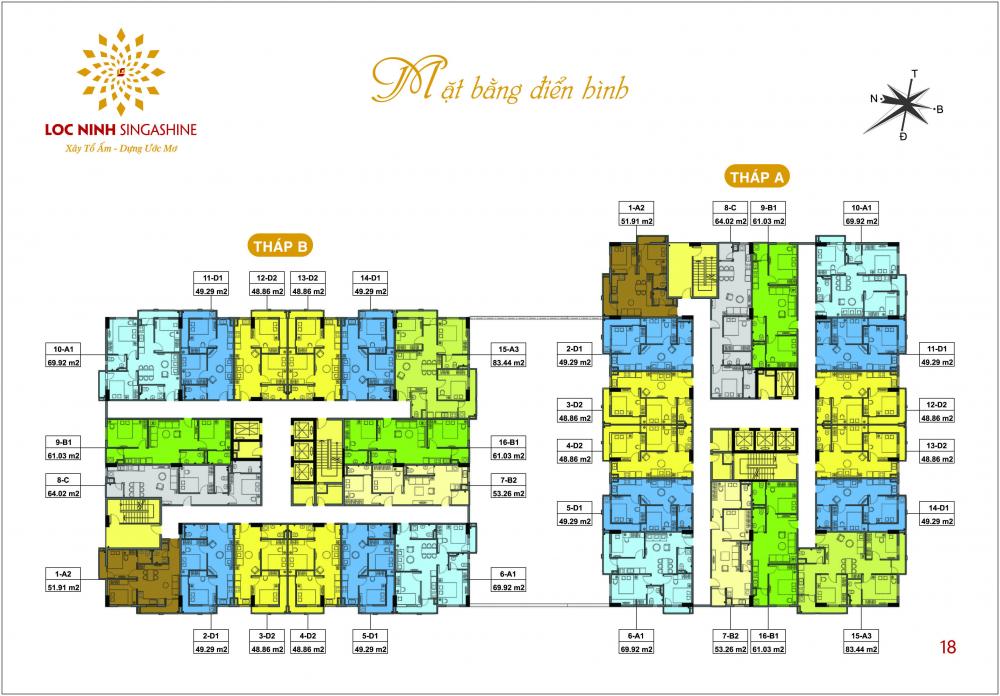 LOC NINH SINGASHINE
Xây Tổ Ấm - Dựng Ước Mơ
Mặt bằng điển hình
T
N
B
Đ
THÁP A
1-A2
51.91 m2
8-C
64.02 m2
9-B1
61.03 m2
10-A1
69.92 m2
2-D1
49.29 m2
3-D2
48.86 m2
4-D2
48.86 m2
5-D1
49.29 m2
11-D1
49.29 m2
12-D2
48.86 m2
13-D2
48.86 m2
14-D1
49.29 m2
6-A1
69.92 m2
7-B2
53.26 m2
16-B1
61.03 m2
15-A3
83.44 m2
THÁP B
11-D1
49.29 m2
12-D2
48.86 m2
13-D2
48.86 m2
14-D1
49.29 m2
10-A1
69.92 m2
9-B1
61.03 m2
8-C
64.02 m2
1-A2
51.91 m2
15-A3
83.44 m2
16-B1
61.03 m2
7-B2
53.26 m2
6-A1
69.92 m2
2-D1
49.29 m2
3-D2
48.86 m2
4-D2
48.86 m2
5-D1
49.29 m2
18